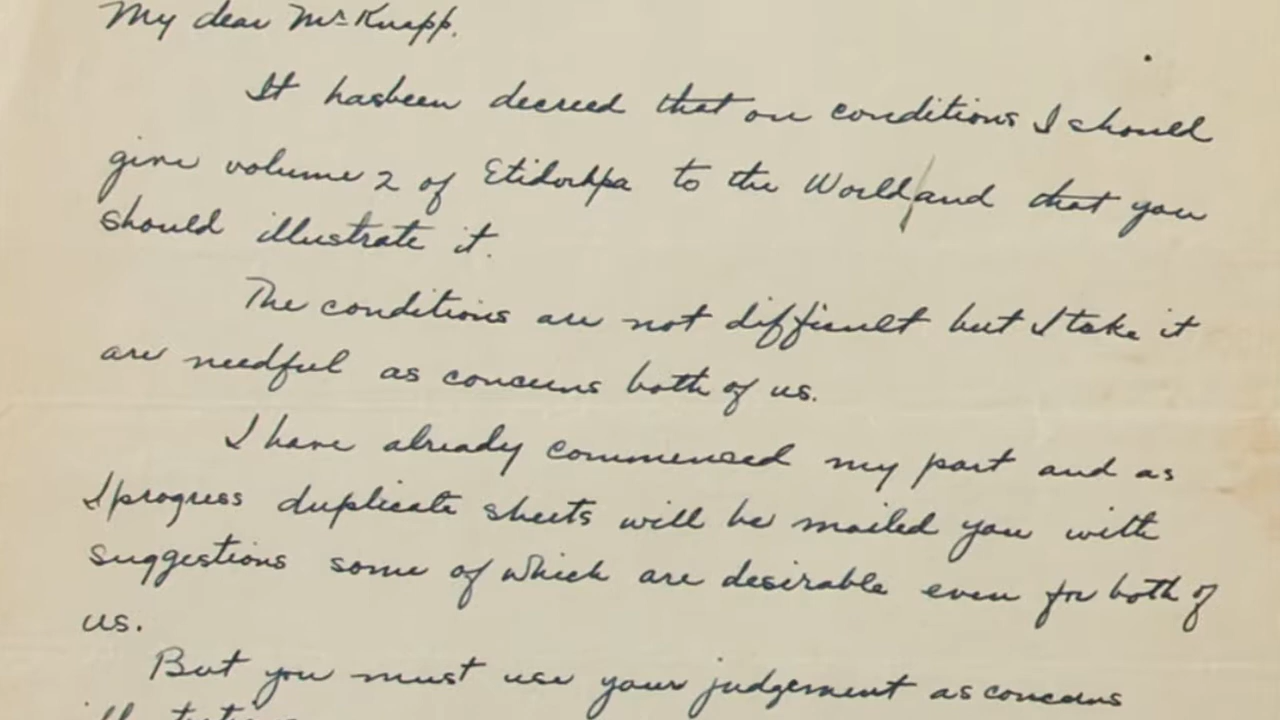 My dear Mr Knapp.
It has been decreed that on conditions I should
give volume 2 of Etidorhpa to the World and that you
should illustrate it.
The conditions are not difficult but I take it
are needful as concerns both of us.
I have already commenced my part and as
I progress duplicate sheets will be mailed you with
suggestions some of which are desirable even for both of
us.
But you must use your judgement as concerns